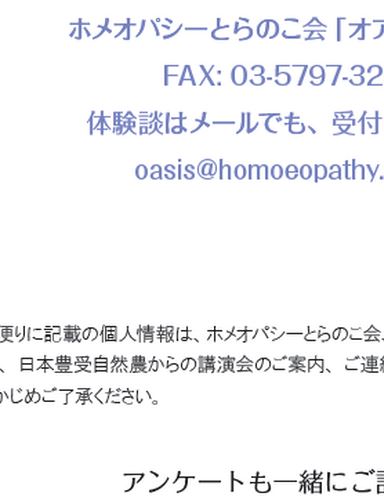 ホメオパシーとらのこ会「オア
FAX: 03-5797-32
体験談はメールでも、受付
oasis@homoeopathy.
便りに記載の個人情報は、ホメオパシーとらのこ会、
、日本豊受自然農からの講演会のご案内、ご連絡
かじめご了承ください。
アンケートも一緒にご記